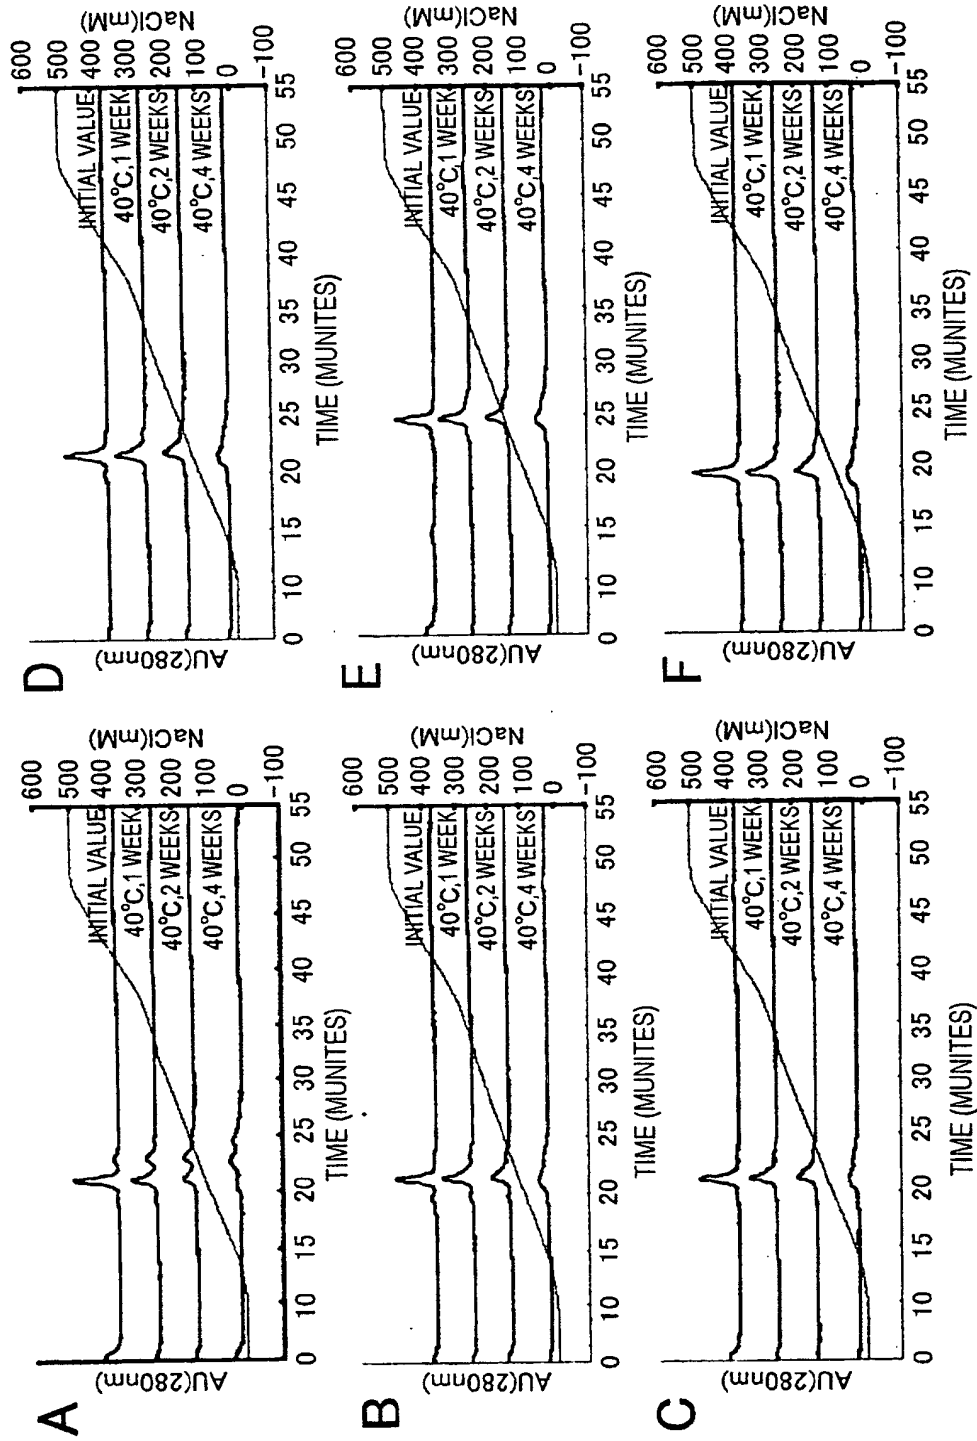 A
AU(280nm)
600
500
400
300
200
100
0
-100
NaCl(mM)
INITIAL VALUE
40°C,1 WEEK
40°C,2 WEEKS
40°C,4 WEEKS
0 10 15 20 25 30 35 40 45 50 55
TIME (MUNITES)
B
AU(280nm)
600
500
400
300
200
100
0
-100
NaCl(mM)
INITIAL VALUE
40°C,1 WEEK
40°C,2 WEEKS
40°C,4 WEEKS
0 10 15 20 25 30 35 40 45 50 55
TIME (MUNITES)
C
AU(280nm)
600
500
400
300
200
100
0
-100
NaCl(mM)
INITIAL VALUE
40°C,1 WEEK
40°C,2 WEEKS
40°C,4 WEEKS
0 10 15 20 25 30 35 40 45 50 55
TIME (MUNITES)
D
AU(280nm)
600
500
400
300
200
100
0
-100
NaCl(mM)
INITIAL VALUE
40°C,1 WEEK
40°C,2 WEEKS
40°C,4 WEEKS
0 10 15 20 25 30 35 40 45 50 55
TIME (MUNITES)
E
AU(280nm)
600
500
400
300
200
100
0
-100
NaCl(mM)
INITIAL VALUE
40°C,1 WEEK
40°C,2 WEEKS
40°C,4 WEEKS
0 10 15 20 25 30 35 40 45 50 55
TIME (MUNITES)
F
AU(280nm)
600
500
400
300
200
100
0
-100
NaCl(mM)
INITIAL VALUE
40°C,1 WEEK
40°C,2 WEEKS
40°C,4 WEEKS
0 10 15 20 25 30 35 40 45 50 55
TIME (MUNITES)